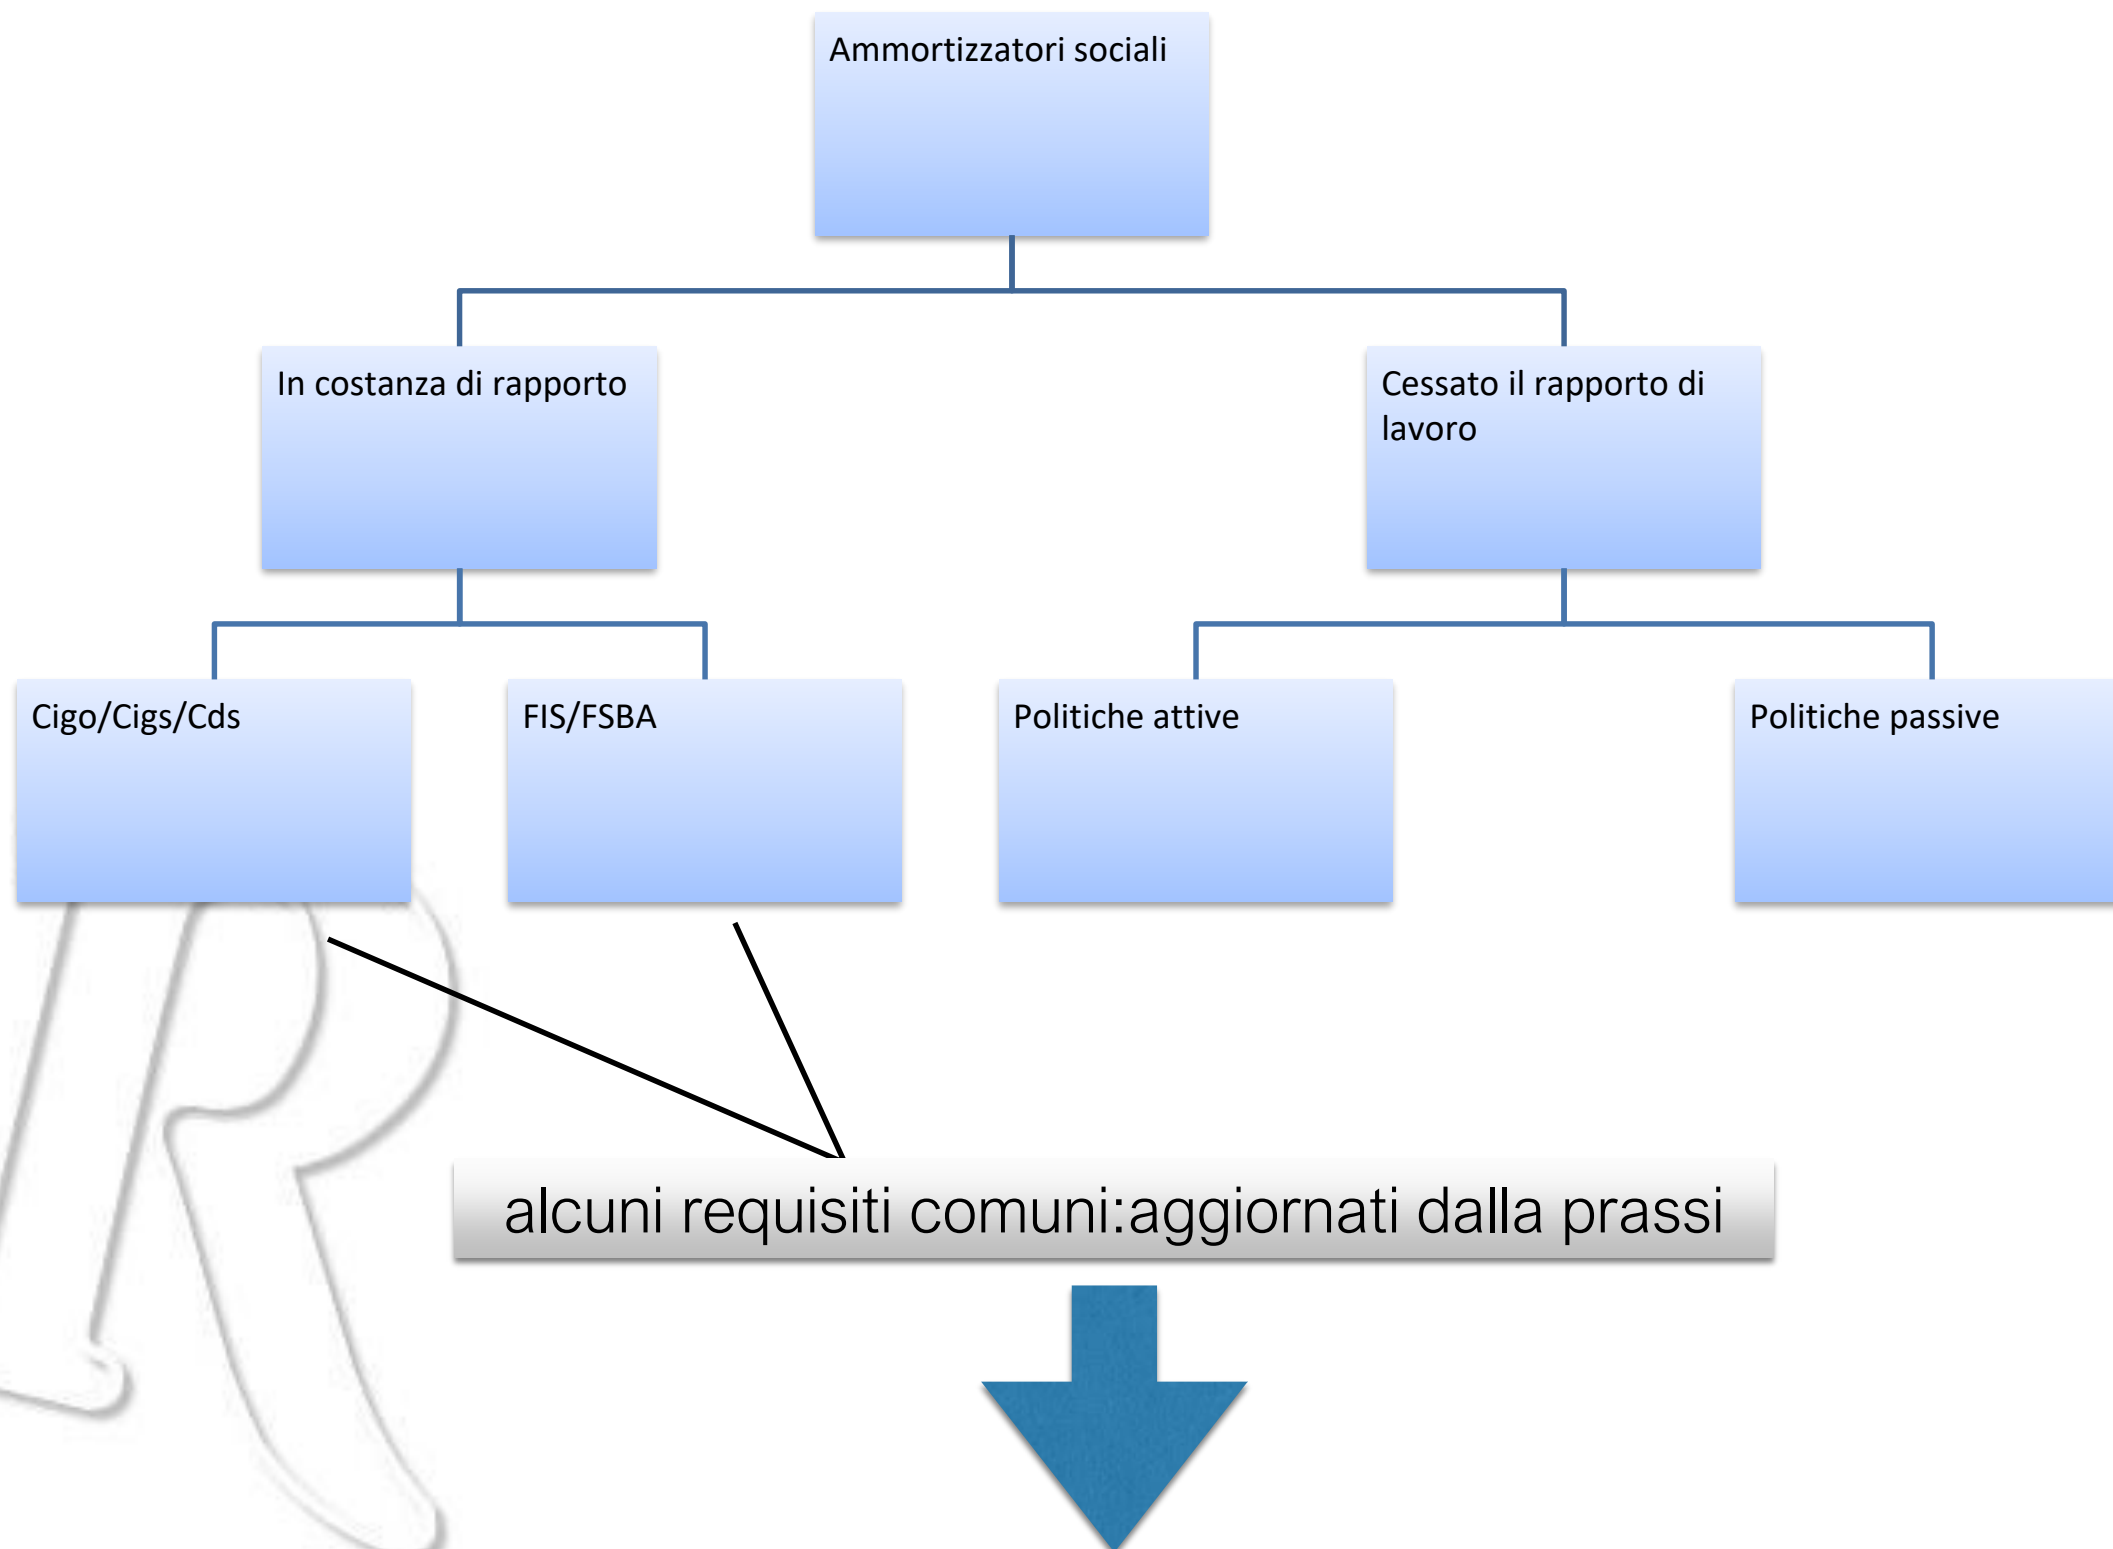 Ammortizzatori sociali
In costanza di rapporto
Cessato il rapporto di
lavoro
Cigo/Cigs/Cds
FIS/FSBA
Politiche attive
Politiche passive
alcuni requisiti comuni:aggiornati dalla prassi